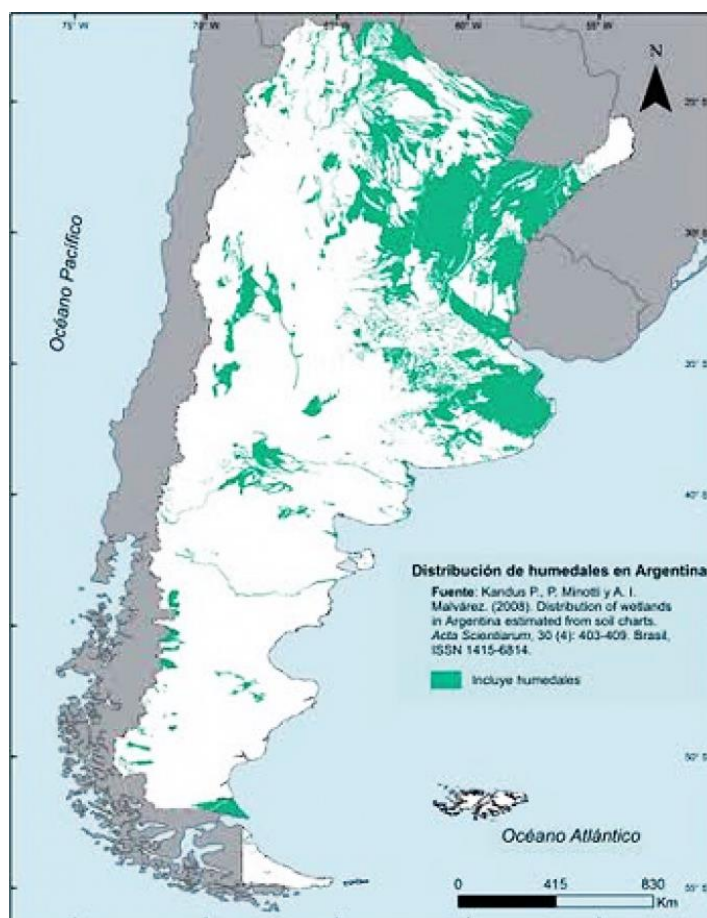 75° W
70° W
65° W
60° W
55° W
N
25° S
30° S
35° S
40° S
50° S
55° S
Océano Pacífico
Distribución de humedales en Argentina
Fuente: Kandus P., P. Minotti y A. I.
Malvárez. (2008). Distribution of wetlands
in Argentina estimated from soil charts.
Acta Scientiarum, 30 (4): 403-409. Brasil,
ISSN 1415-6814.
Incluye humedales
Océano Atlántico
0 415 830
Km